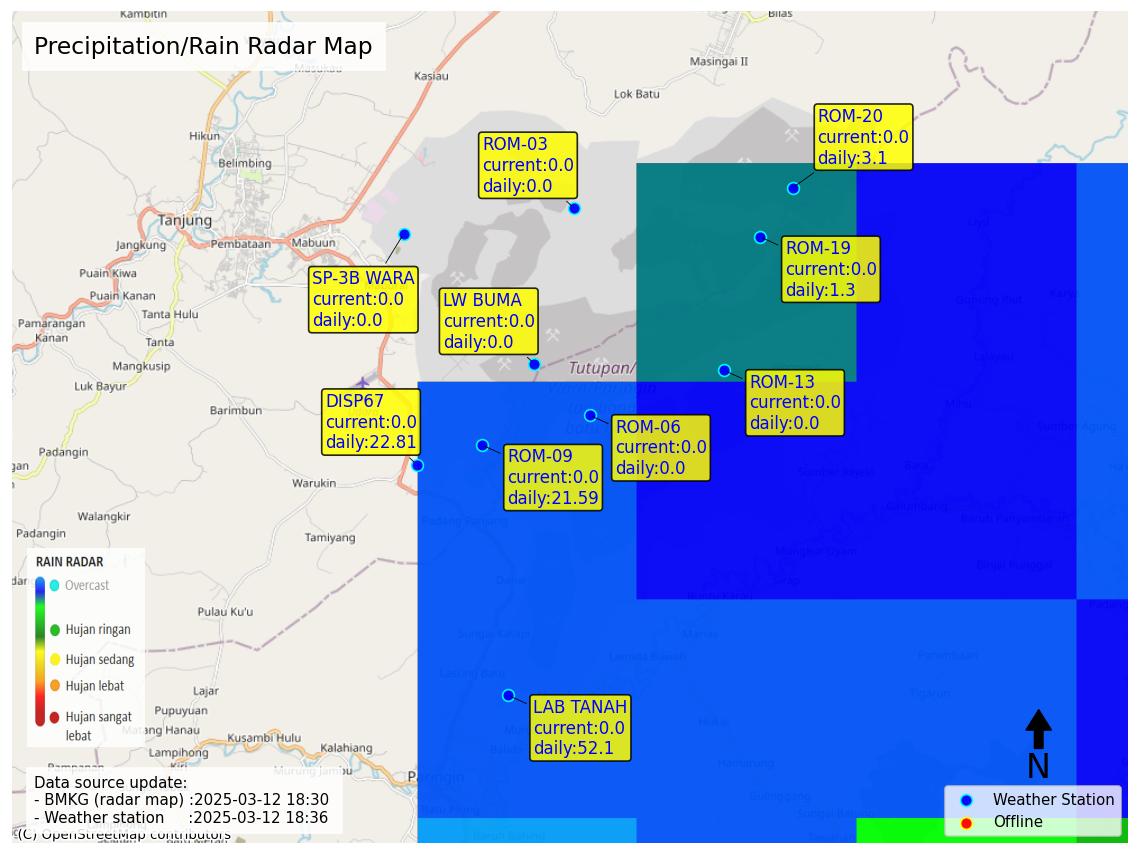 Kambitin
Bilas
Precipitation/Rain Radar Map
Masingai II
Masukau
Kasiau
Lok Batu
ROM-20
current:0.0
daily:3.1
Hikun
ROM-03
current:0.0
daily:0.0
Belimbing
Tanjung
Jangkung
Pembataan
Mabuun
ROM-19
current:0.0
daily:1.3
Puain Kiwa
SP-3B WARA
current:0.0
daily:0.0
Puain Kanan
LW BUMA
current:0.0
daily:0.0
Tanta Hulu
Pamarangan
Kanan
Tanta
Mangkusip
Tutupan/
Luk Bayur
ROM-13
current:0.0
daily:0.0
DISP67
current:0.0
daily:22.81
Barimbun
Mihu
ROM-06
current:0.0
daily:0.0
ROM-09
current:0.0
daily:21.59
Warukin
Walangkir
Padang Panjang
Padangin
Tamiyang
RAIN RADAR
Overcast
Hujan ringan
Hujan sedang
Hujan lebat
Hujan sangat
lebat
Pulau Ku'u
Lajar
Pupuyuan
Matang Hanau
Lampihong
Kusambi Hulu
Kalahiang
Murung Jambu
Pampanan
Paringin
LAB TANAH
current:0.0
daily:52.1
N
Data source update:
- BMKG (radar map) :2025-03-12 18:30
- Weather station :2025-03-12 18:36
(C) OpenStreetMap contributors
Weather Station
Offline